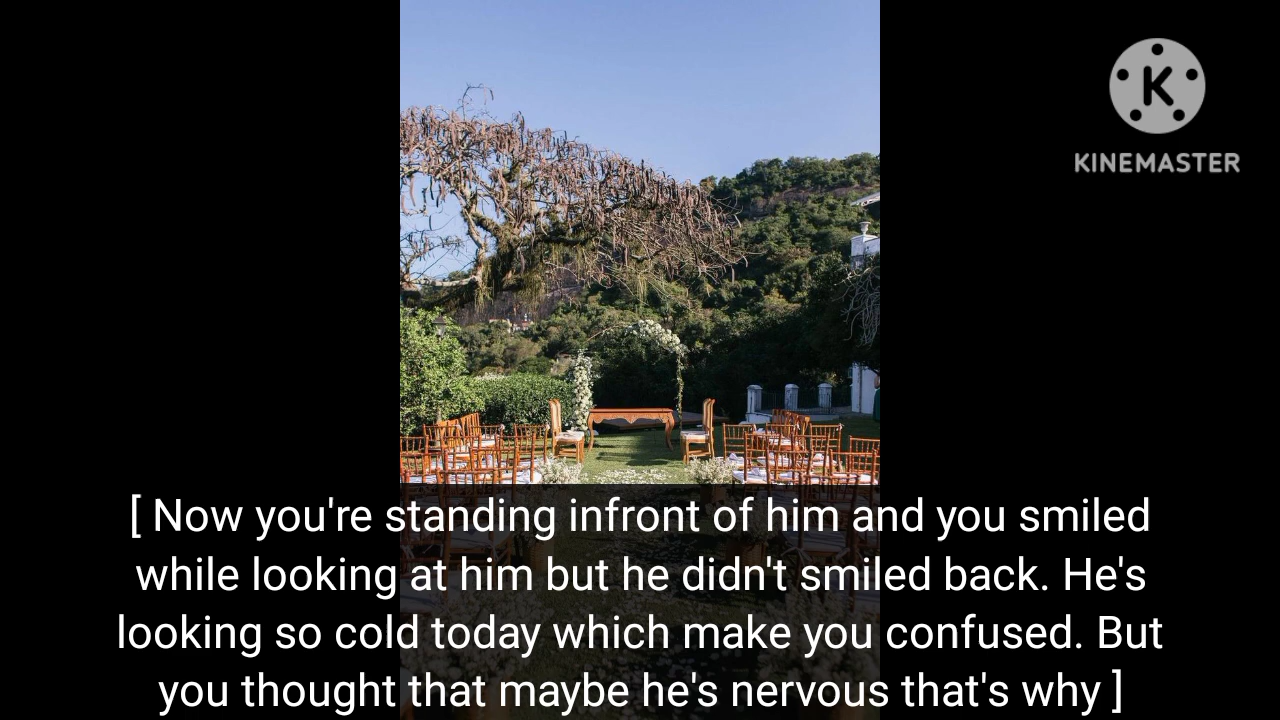 KINEMASTER
[ Now you're standing infront of him and you smiled
while looking at him but he didn't smiled back. He's
looking so cold today which make you confused. But
you thought that maybe he's nervous that's why ]